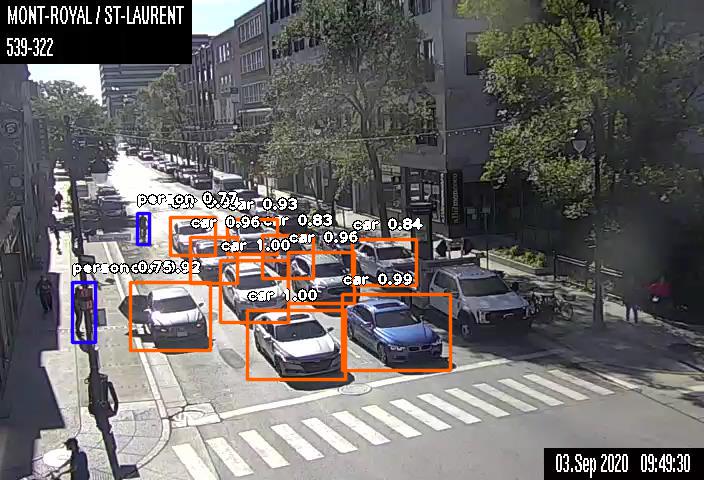 MONT-ROYAL / ST-LAURENT
539-322
person 0.77
car 0.93
car 0.96
car 0.83
car 0.84
car 1.00
car 0.96
person 0.75
0.92
car 0.99
car 1.00
03.Sep 2020 09:49:30